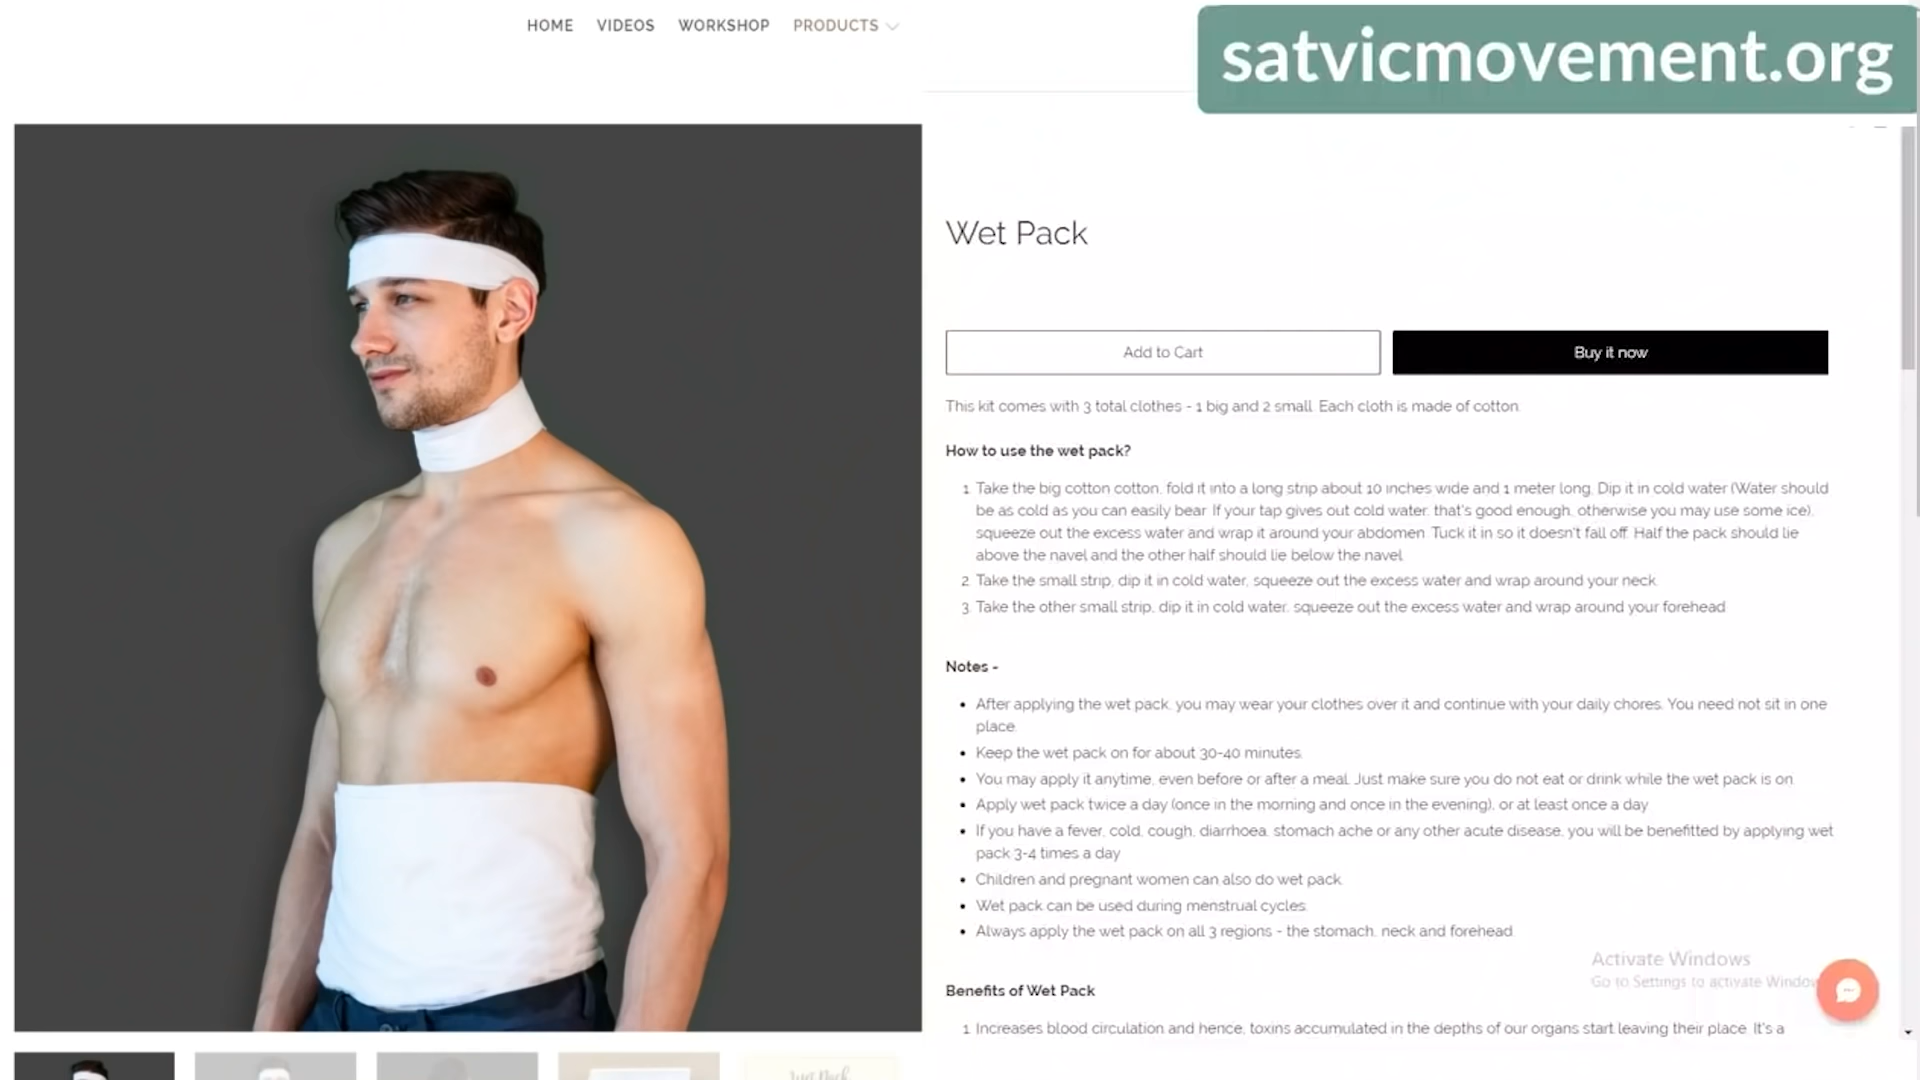 HOME VIDEOS WORKSHOP PRODUCTS
satvicmovement.org
Wet Pack
Add to Cart
Buy it now
This kit comes with 3 total clothes - 1 big and 2 small. Each cloth is made of cotton.
How to use the wet pack?
1. Take the big cotton cotton, fold it into a long strip about 10 inches wide and 1 meter long. Dip it in cold water (Water should
be as cold as you can easily bear. If your tap gives out cold water, that's good enough, otherwise you may use some ice),
squeeze out the excess water and wrap it around your abdomen. Tuck it in so it doesn't fall off. Half the pack should lie
above the navel and the other half should lie below the navel.
2. Take the small strip, dip it in cold water, squeeze out the excess water and wrap around your neck.
3. Take the other small strip, dip it in cold water, squeeze out the excess water and wrap around your forehead
Notes -
After applying the wet pack, you may wear your clothes over it and continue with your daily chores. You need not sit in one
place.
Keep the wet pack on for about 30-40 minutes.
You may apply it anytime, even before or after a meal. Just make sure you do not eat or drink while the wet pack is on.
Apply wet pack twice a day (once in the morning and once in the evening), or at least once a day
If you have a fever, cold, cough, diarrhoea, stomach ache or any other acute disease, you will be benefitted by applying wet
pack 3-4 times a day
Children and pregnant women can also do wet pack.
Wet pack can be used during menstrual cycles.
Always apply the wet pack on all 3 regions - the stomach, neck and forehead.
Activate Windows
Go to Settings to activate Window
Benefits of Wet Pack
1. Increases blood circulation and hence, toxins accumulated in the depths of our organs start leaving their place. It's a
Wet Pack